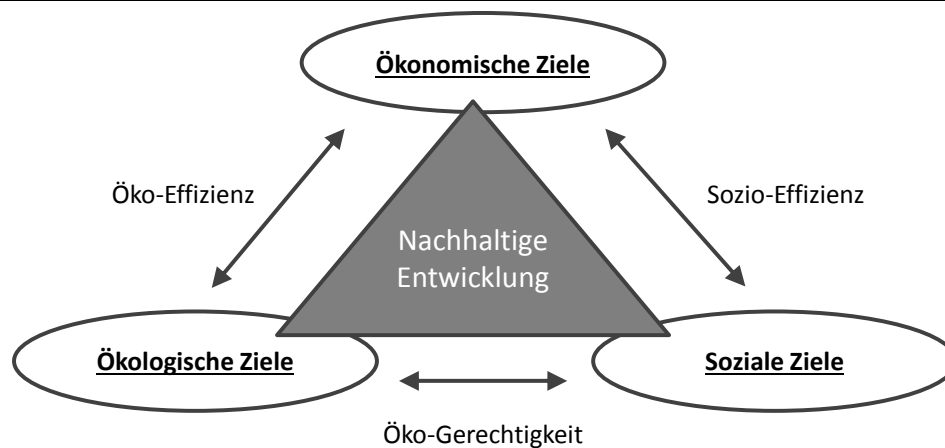 Ökonomische Ziele
Öko-Effizienz
Sozio-Effizienz
Nachhaltige
Entwicklung
Ökologische Ziele
Soziale Ziele
Öko-Gerechtigkeit